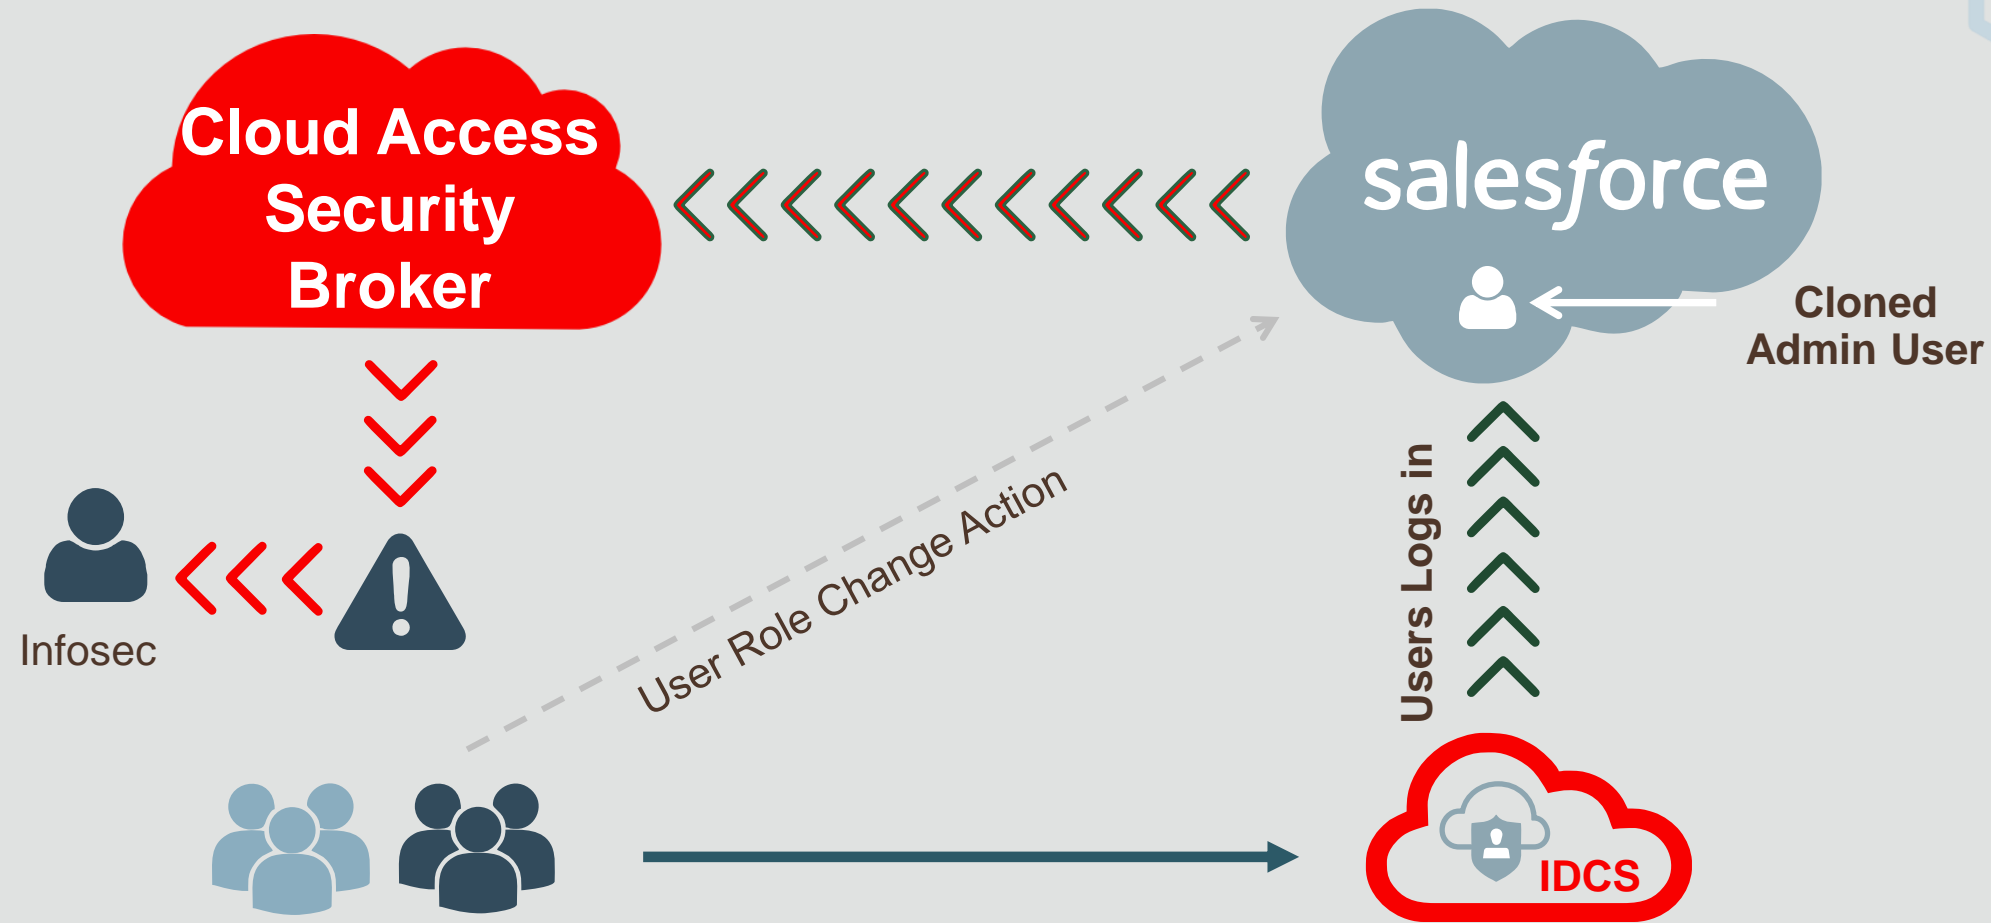 Cloud Access
Security
Broker
salesforce
Cloned
Admin User
Users Logs in
User Role Change Action
Infosec
IDCS